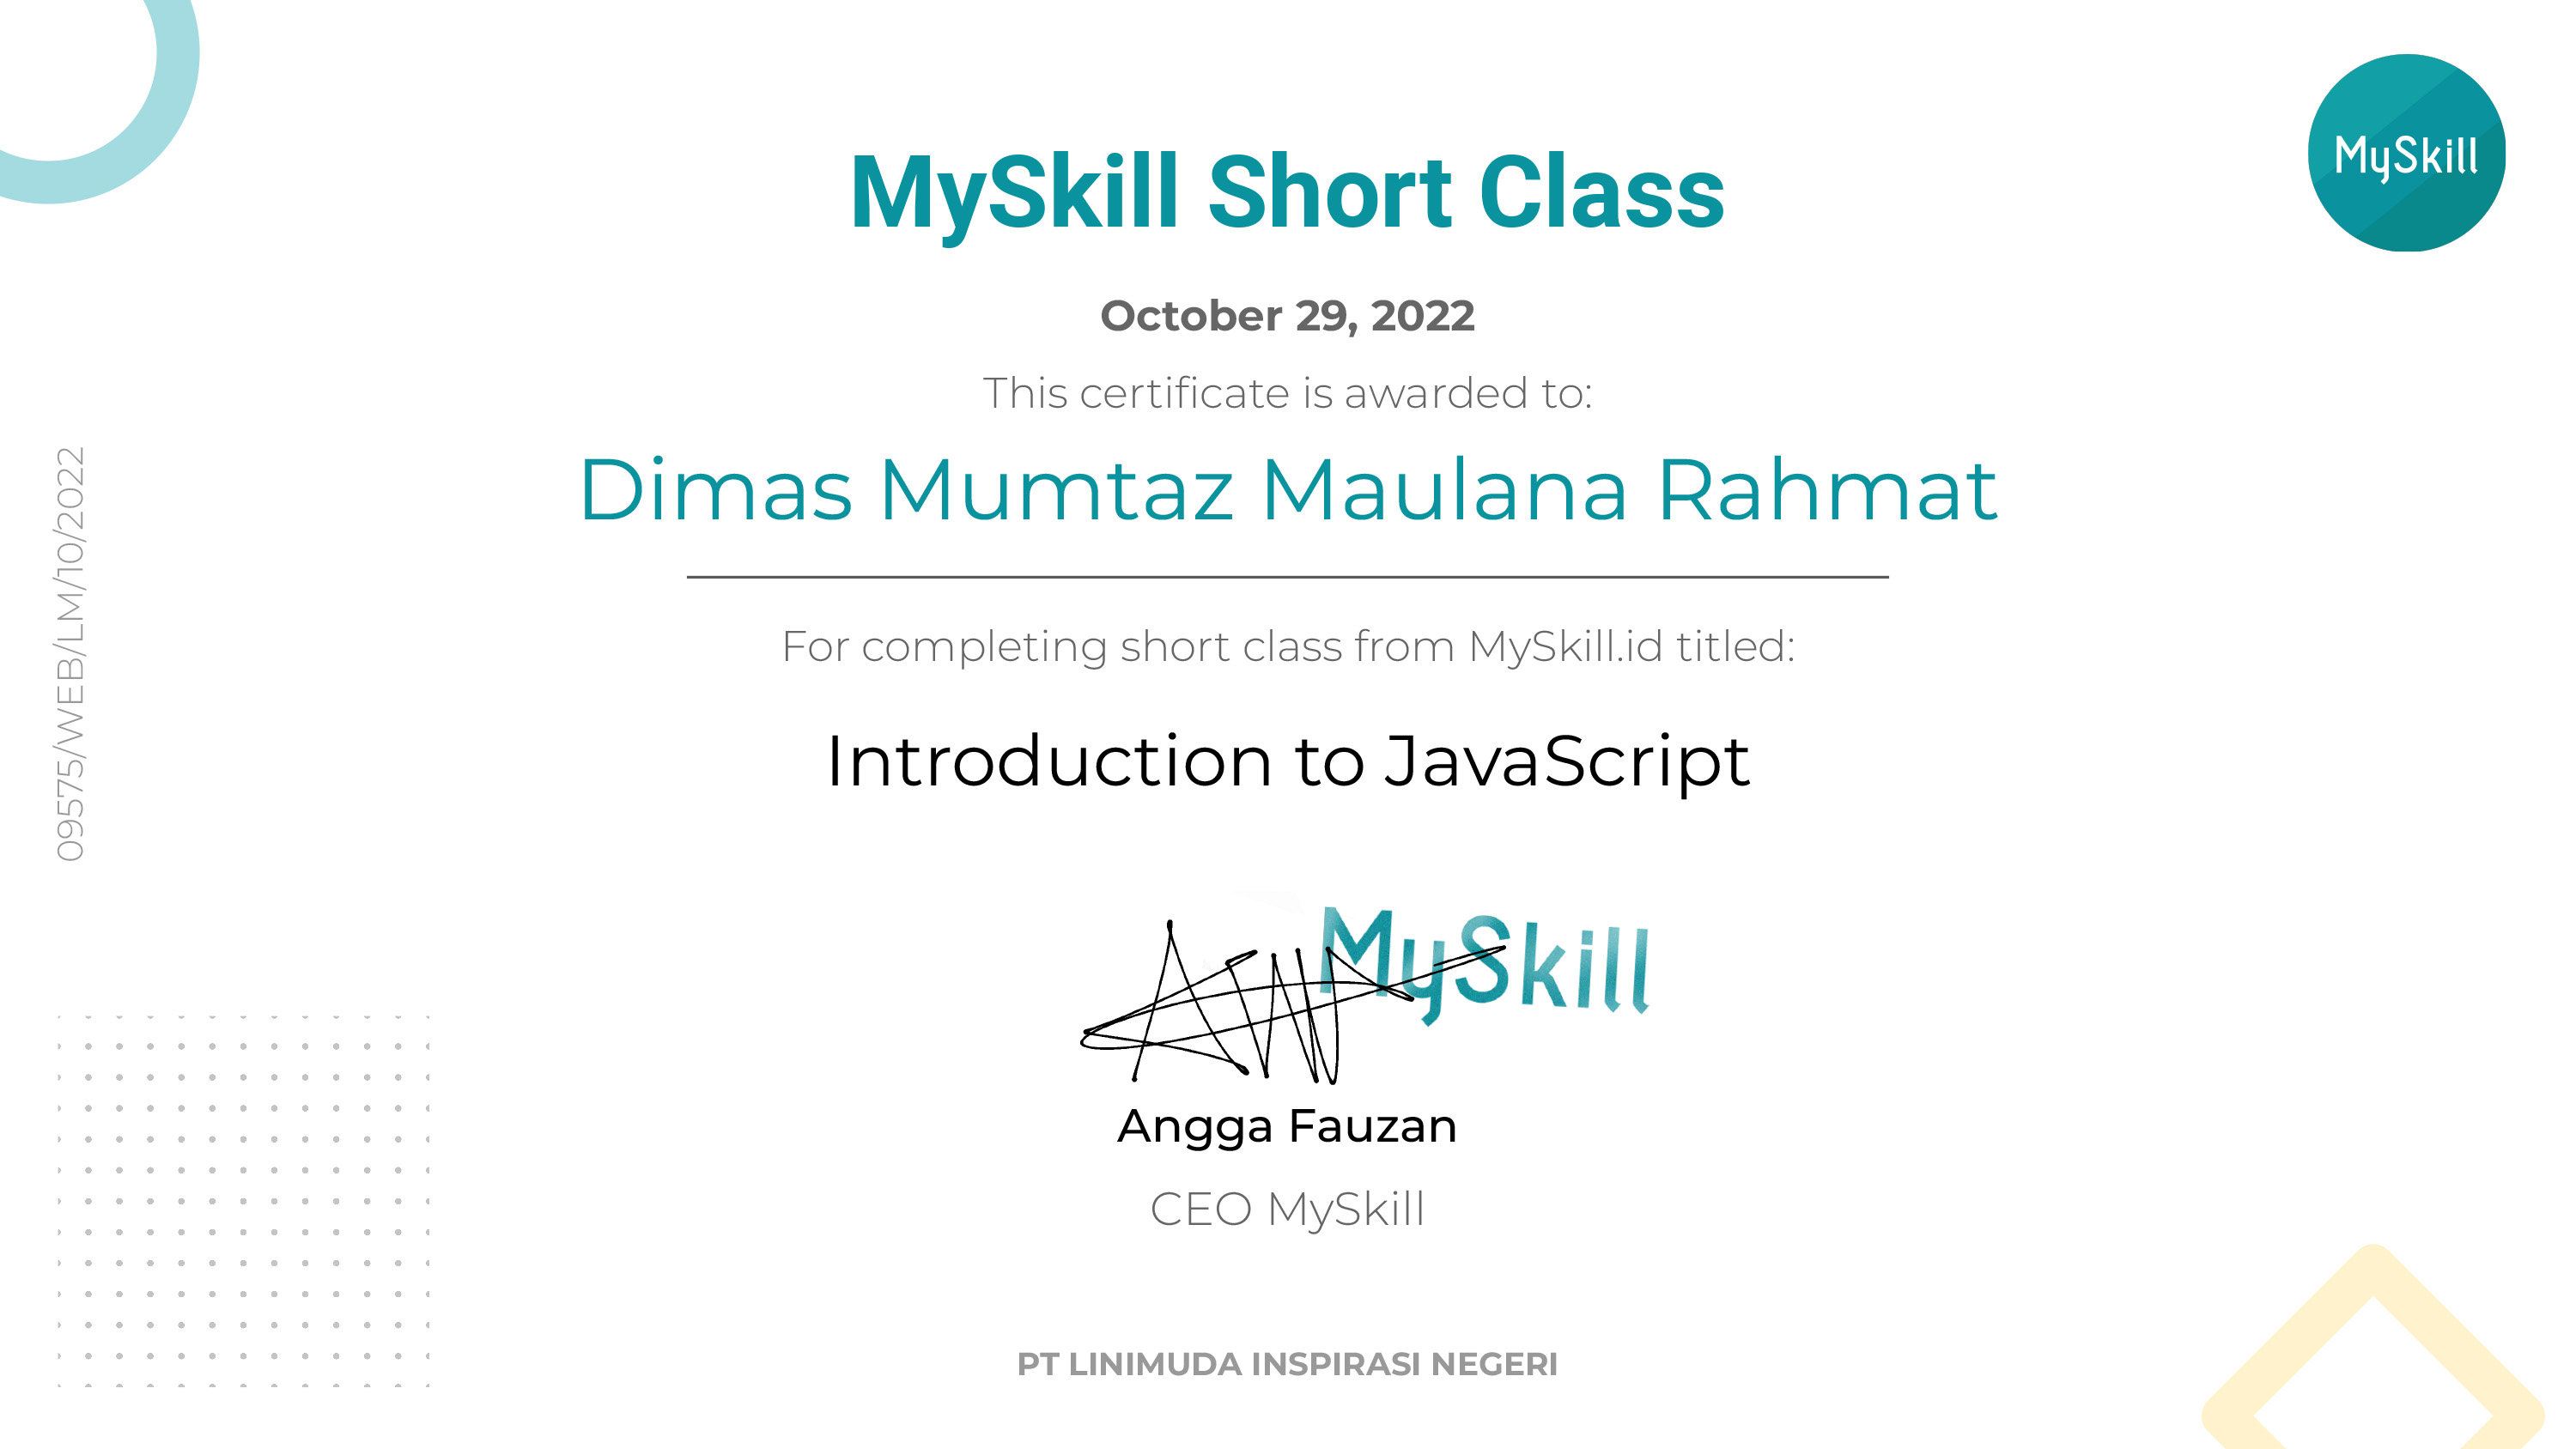 MySkill
MySkill Short Class
October 29, 2022
This certificate is awarded to:
Dimas Mumtaz Maulana Rahmat
For completing short class from MySkill.id titled:
Introduction to JavaScript
09575/WEB/LM/10/2022
MySkill
Angga Fauzan
CEO MySkill
PT LINIMUDA INSPIRASI NEGERI